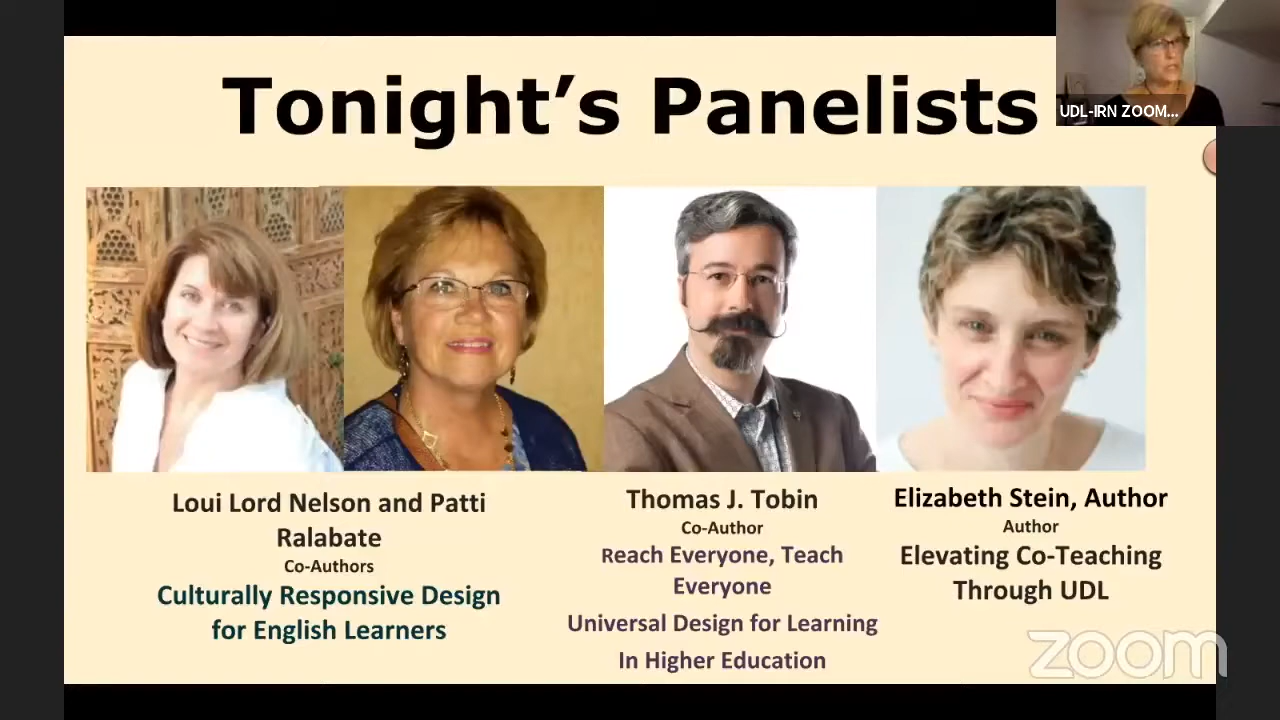 Tonight's Panelists
UDL-IRN ZOOM...
Loui Lord Nelson and Patti
Ralabate
Co-Authors
Culturally Responsive Design
for English Learners
Thomas J. Tobin
Co-Author
Reach Everyone, Teach
Everyone
Universal Design for Learning
In Higher Education
Elizabeth Stein, Author
Author
Elevating Co-Teaching
Through UDL
zoom